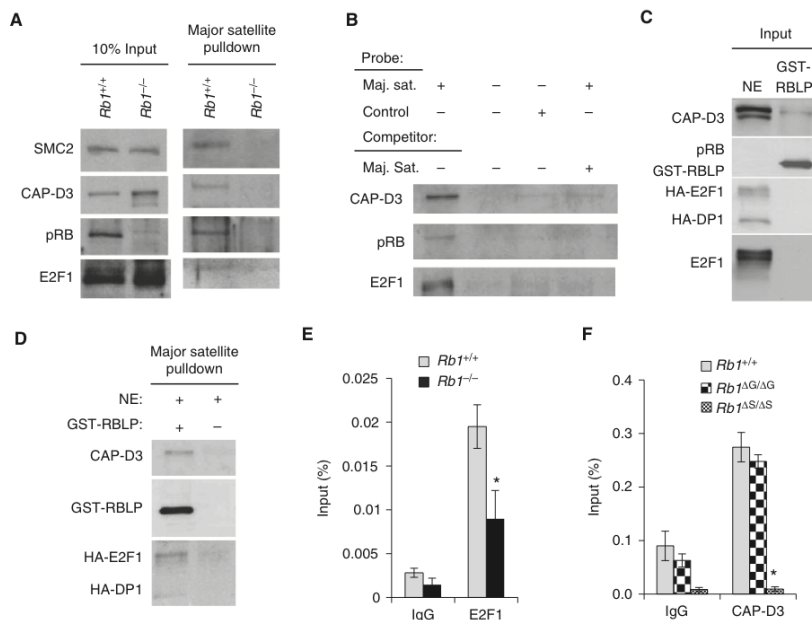 A
10% Input
Major satellite
pulldown
Rb1+/+
Rb1–/–
Rb1+/+
Rb1–/–
SMC2
CAP-D3
pRB
E2F1
B
Probe:
Maj. sat. + – – +
Control – – + –
Competitor:
Maj. Sat. – – – +
CAP-D3
pRB
E2F1
C
Input
NE
GST-
RBLP
CAP-D3
pRB
GST-RBLP
HA-E2F1
HA-DP1
E2F1
D
Major satellite
pulldown
NE: + +
GST-RBLP: + –
CAP-D3
GST-RBLP
HA-E2F1
HA-DP1
E
Rb1+/+
Rb1–/–
0.025
0.02
0.015
0.01
0.005
0
Input (%)
*
IgG
E2F1
F
Rb1+/+
Rb1ΔG/ΔG
Rb1ΔS/ΔS
0.4
0.3
0.2
0.1
0.0
Input (%)
*
IgG
CAP-D3